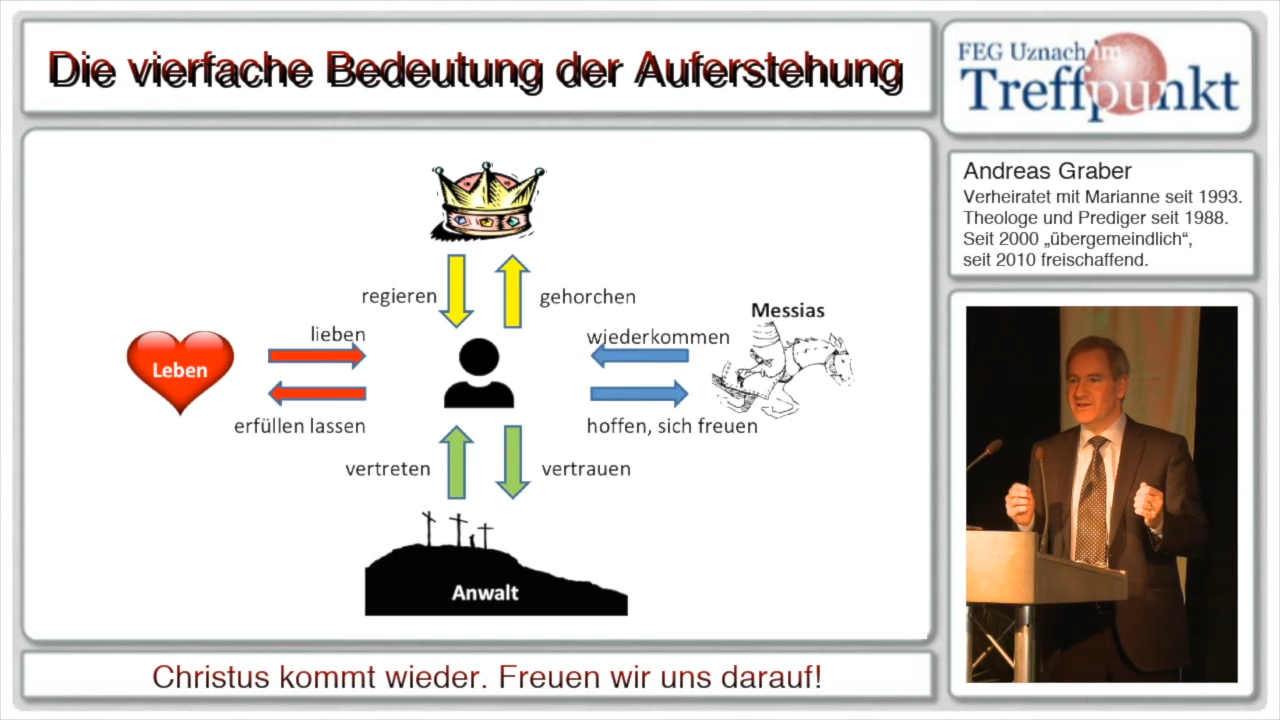 Die vierfache Bedeutung der Auferstehung
FEG Uznach im
Treffpunkt
Andreas Graber
Verheiratet mit Marianne seit 1993.
Theologe und Prediger seit 1988.
Seit 2000 „übergemeindlich“,
seit 2010 freischaffend.
regieren
gehorchen
Messias
lieben
wiederkommen
Leben
erfüllen lassen
hoffen, sich freuen
vertreten
vertrauen
Anwalt
Christus kommt wieder. Freuen wir uns darauf!